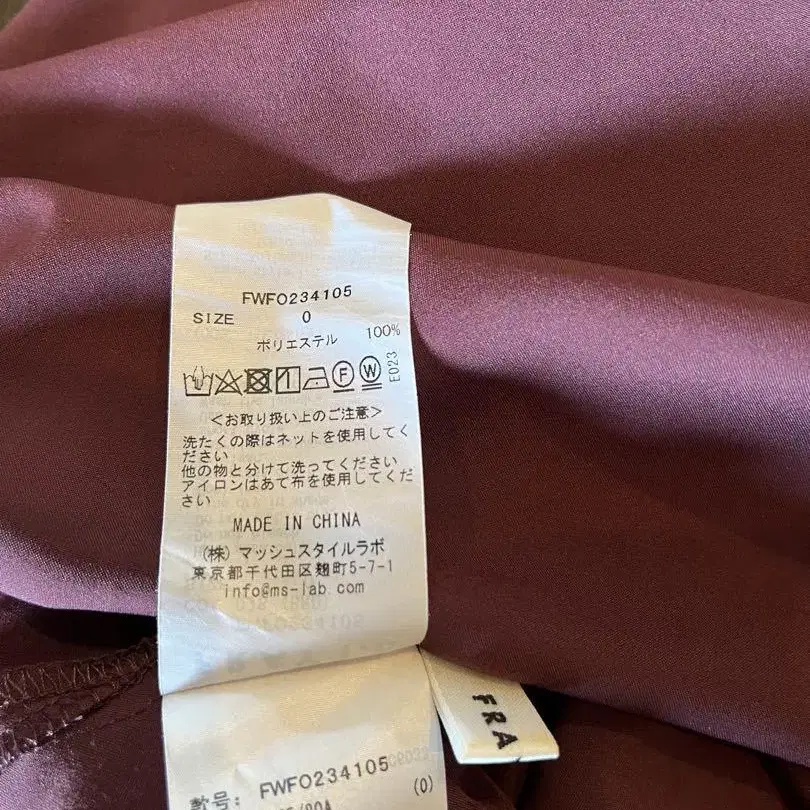 FWFO234105
SIZE 0
ポリエステル 100%
F W E023
<お取り扱い上のご注意>
洗たくの際はネットを使用してく
ださい
他の物と分けて洗ってください
アイロンはあて布を使用してくだ
さい
MADE IN CHINA
(株) マッシュスタイルラボ
東京都千代田区麹町5-7-1
info@ms-lab.com
FRA
款号: FWFO234105
(0)